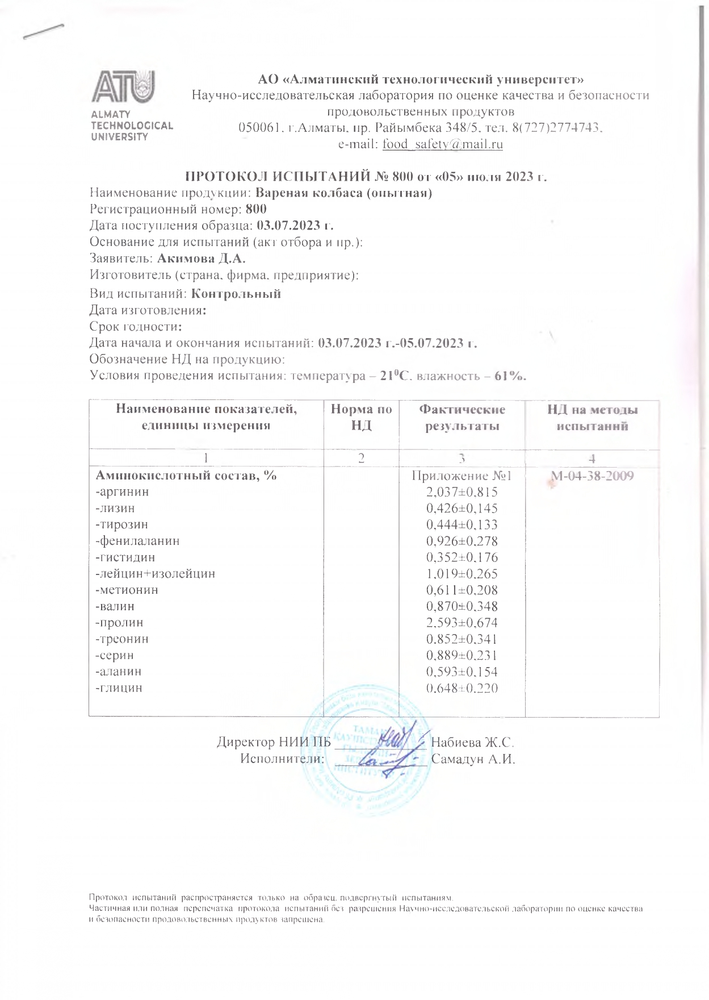 ATU
ALMATY
TECHNOLOGICAL
UNIVERSITY
АО «Алматинский технологический университет»
Научно-исследовательская лаборатория по оценке качества и безопасности
продовольственных продуктов
050061, г.Алматы, пр. Райымбека 348/5, тел. 8(727)2774743,
e-mail: food_safety@mail.ru
ПРОТОКОЛ ИСПЫТАНИЙ № 800 от «05» июля 2023 г.
Наименование продукции: Вареная колбаса (опытная)
Регистрационный номер: 800
Дата поступления образца: 03.07.2023 г.
Основание для испытаний (акт отбора и пр.):
Заявитель: Акимова Д.А.
Изготовитель (страна, фирма, предприятие):
Вид испытаний: Контрольный
Дата изготовления:
Срок годности:
Дата начала и окончания испытаний: 03.07.2023 г.-05.07.2023 г.
Обозначение НД на продукцию:
Условия проведения испытания: температура – 21⁰С, влажность – 61%.
Наименование показателей, Норма по Фактические НД на методы
единицы измерения НД результаты испытаний
1 2 3 4
Аминокислотный состав, % Приложение №1 М-04-38-2009
-аргинин 2,037±0,815
-лизин 0,426±0,145
-тирозин 0,444±0,133
-фенилаланин 0,926±0,278
-гистидин 0,352±0,176
-лейцин+изолейцин 1,019±0,265
-метионин 0,611±0,208
-валин 0,870±0,348
-пролин 2,593±0,674
-треонин 0,852±0,341
-серин 0,889±0,231
-аланин 0,593±0,154
-глицин 0,648±0,220
Директор НИИ ПБ Набиева Ж.С.
Исполнители: Самадун А.И.
ТАМАҚ
ИНСТИТУТЫ
Протокол испытаний распространяется только на образец, подвергнутый испытаниям.
Частичная или полная перепечатка протокола испытаний без разрешения Научно-исследовательской лаборатории по оценке качества
и безопасности продовольственных продуктов запрещена.